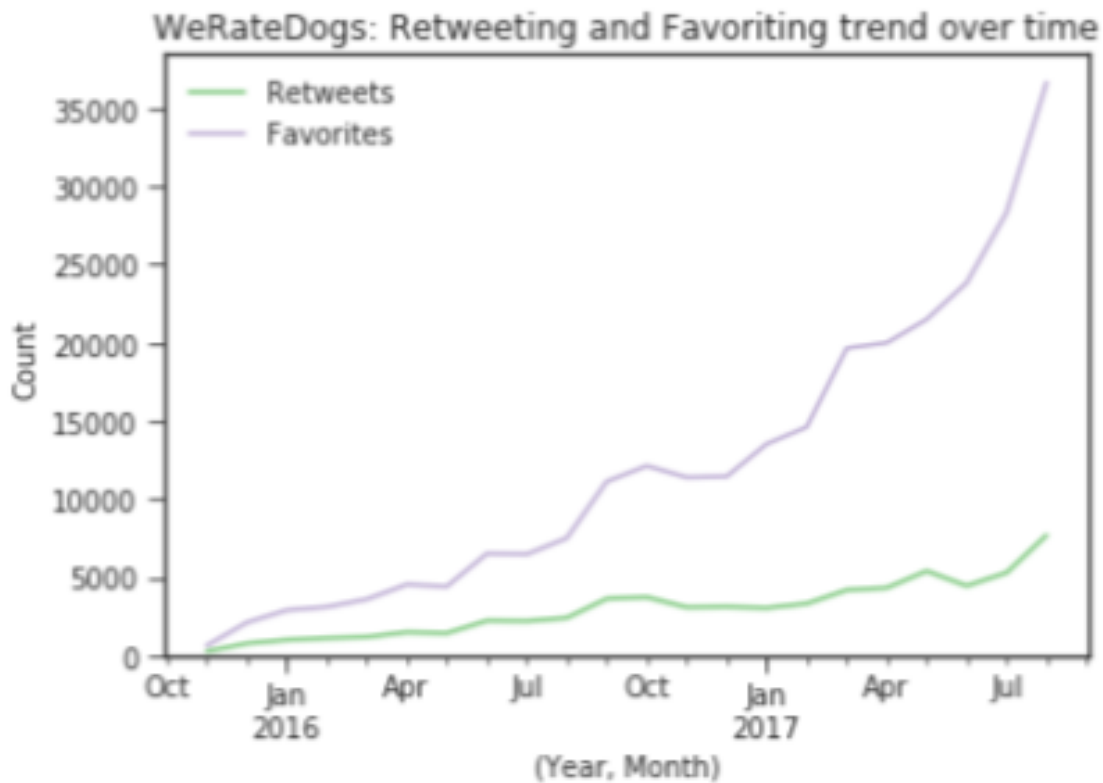 WeRateDogs: Retweeting and Favoriting trend over time
Retweets
Favorites
35000
30000
25000
20000
15000
10000
5000
0
Count
Oct Jan Apr Jul Oct Jan Apr Jul
2016 2017
(Year, Month)